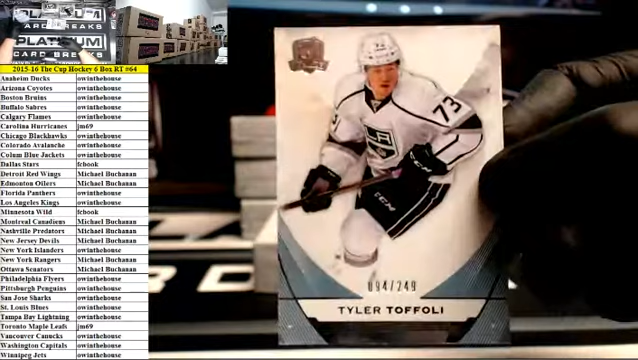 PLATINUM
CARD BREAKS
PLATINUM
CARD BREAKS
2015-16 The Cup Hockey 6 Box RT #64
Anaheim Ducks owinthehouse
Arizona Coyotes owinthehouse
Boston Bruins owinthehouse
Buffalo Sabres owinthehouse
Calgary Flames owinthehouse
Carolina Hurricanes jm69
Chicago Blackhawks owinthehouse
Colorado Avalanche owinthehouse
Colum Blue Jackets owinthehouse
Dallas Stars fcbook
Detroit Red Wings Michael Buchanan
Edmonton Oilers Michael Buchanan
Florida Panthers owinthehouse
Los Angeles Kings owinthehouse
Minnesota Wild fcbook
Montreal Canadiens Michael Buchanan
Nashville Predators Michael Buchanan
New Jersey Devils Michael Buchanan
New York Islanders owinthehouse
New York Rangers Michael Buchanan
Ottawa Senators Michael Buchanan
Philadelphia Flyers owinthehouse
Pittsburgh Penguins owinthehouse
San Jose Sharks owinthehouse
St. Louis Blues owinthehouse
Tampa Bay Lightning owinthehouse
Toronto Maple Leafs jm69
Vancouver Canucks owinthehouse
Washington Capitals owinthehouse
Winnipeg Jets owinthehouse
73
CCM
094/249
TYLER TOFFOLI